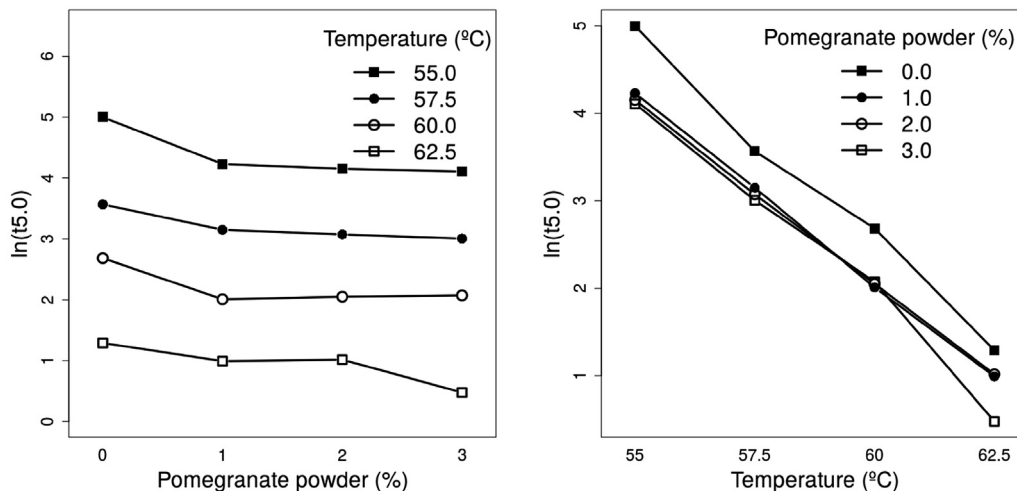 Temperature (ºC)
55.0
57.5
60.0
62.5
ln(t5.0)
6
5
4
3
2
1
0
0 1 2 3
Pomegranate powder (%)
Pomegranate powder (%)
0.0
1.0
2.0
3.0
ln(t5.0)
5
4
3
2
1
55 57.5 60 62.5
Temperature (ºC)